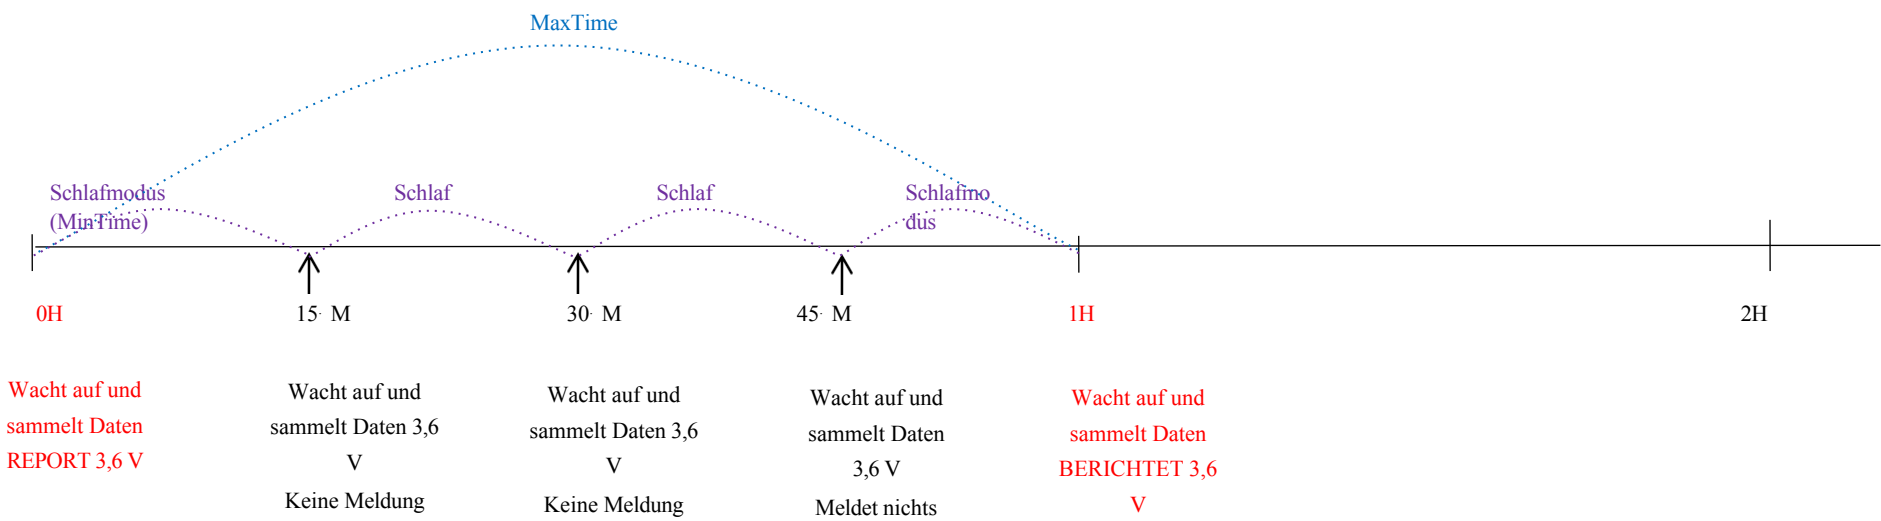 MaxTime
Schlafmodus
(MinTime)
Schlaf
Schlaf
Schlafmo
dus
0H
15 M
30 M
45 M
1H
2H
Wacht auf und
sammelt Daten
REPORT 3,6 V
Wacht auf und
sammelt Daten 3,6
V
Keine Meldung
Wacht auf und
sammelt Daten 3,6
V
Keine Meldung
Wacht auf und
sammelt Daten
3,6 V
Meldet nichts
Wacht auf und
sammelt Daten
BERICHTET 3,6
V